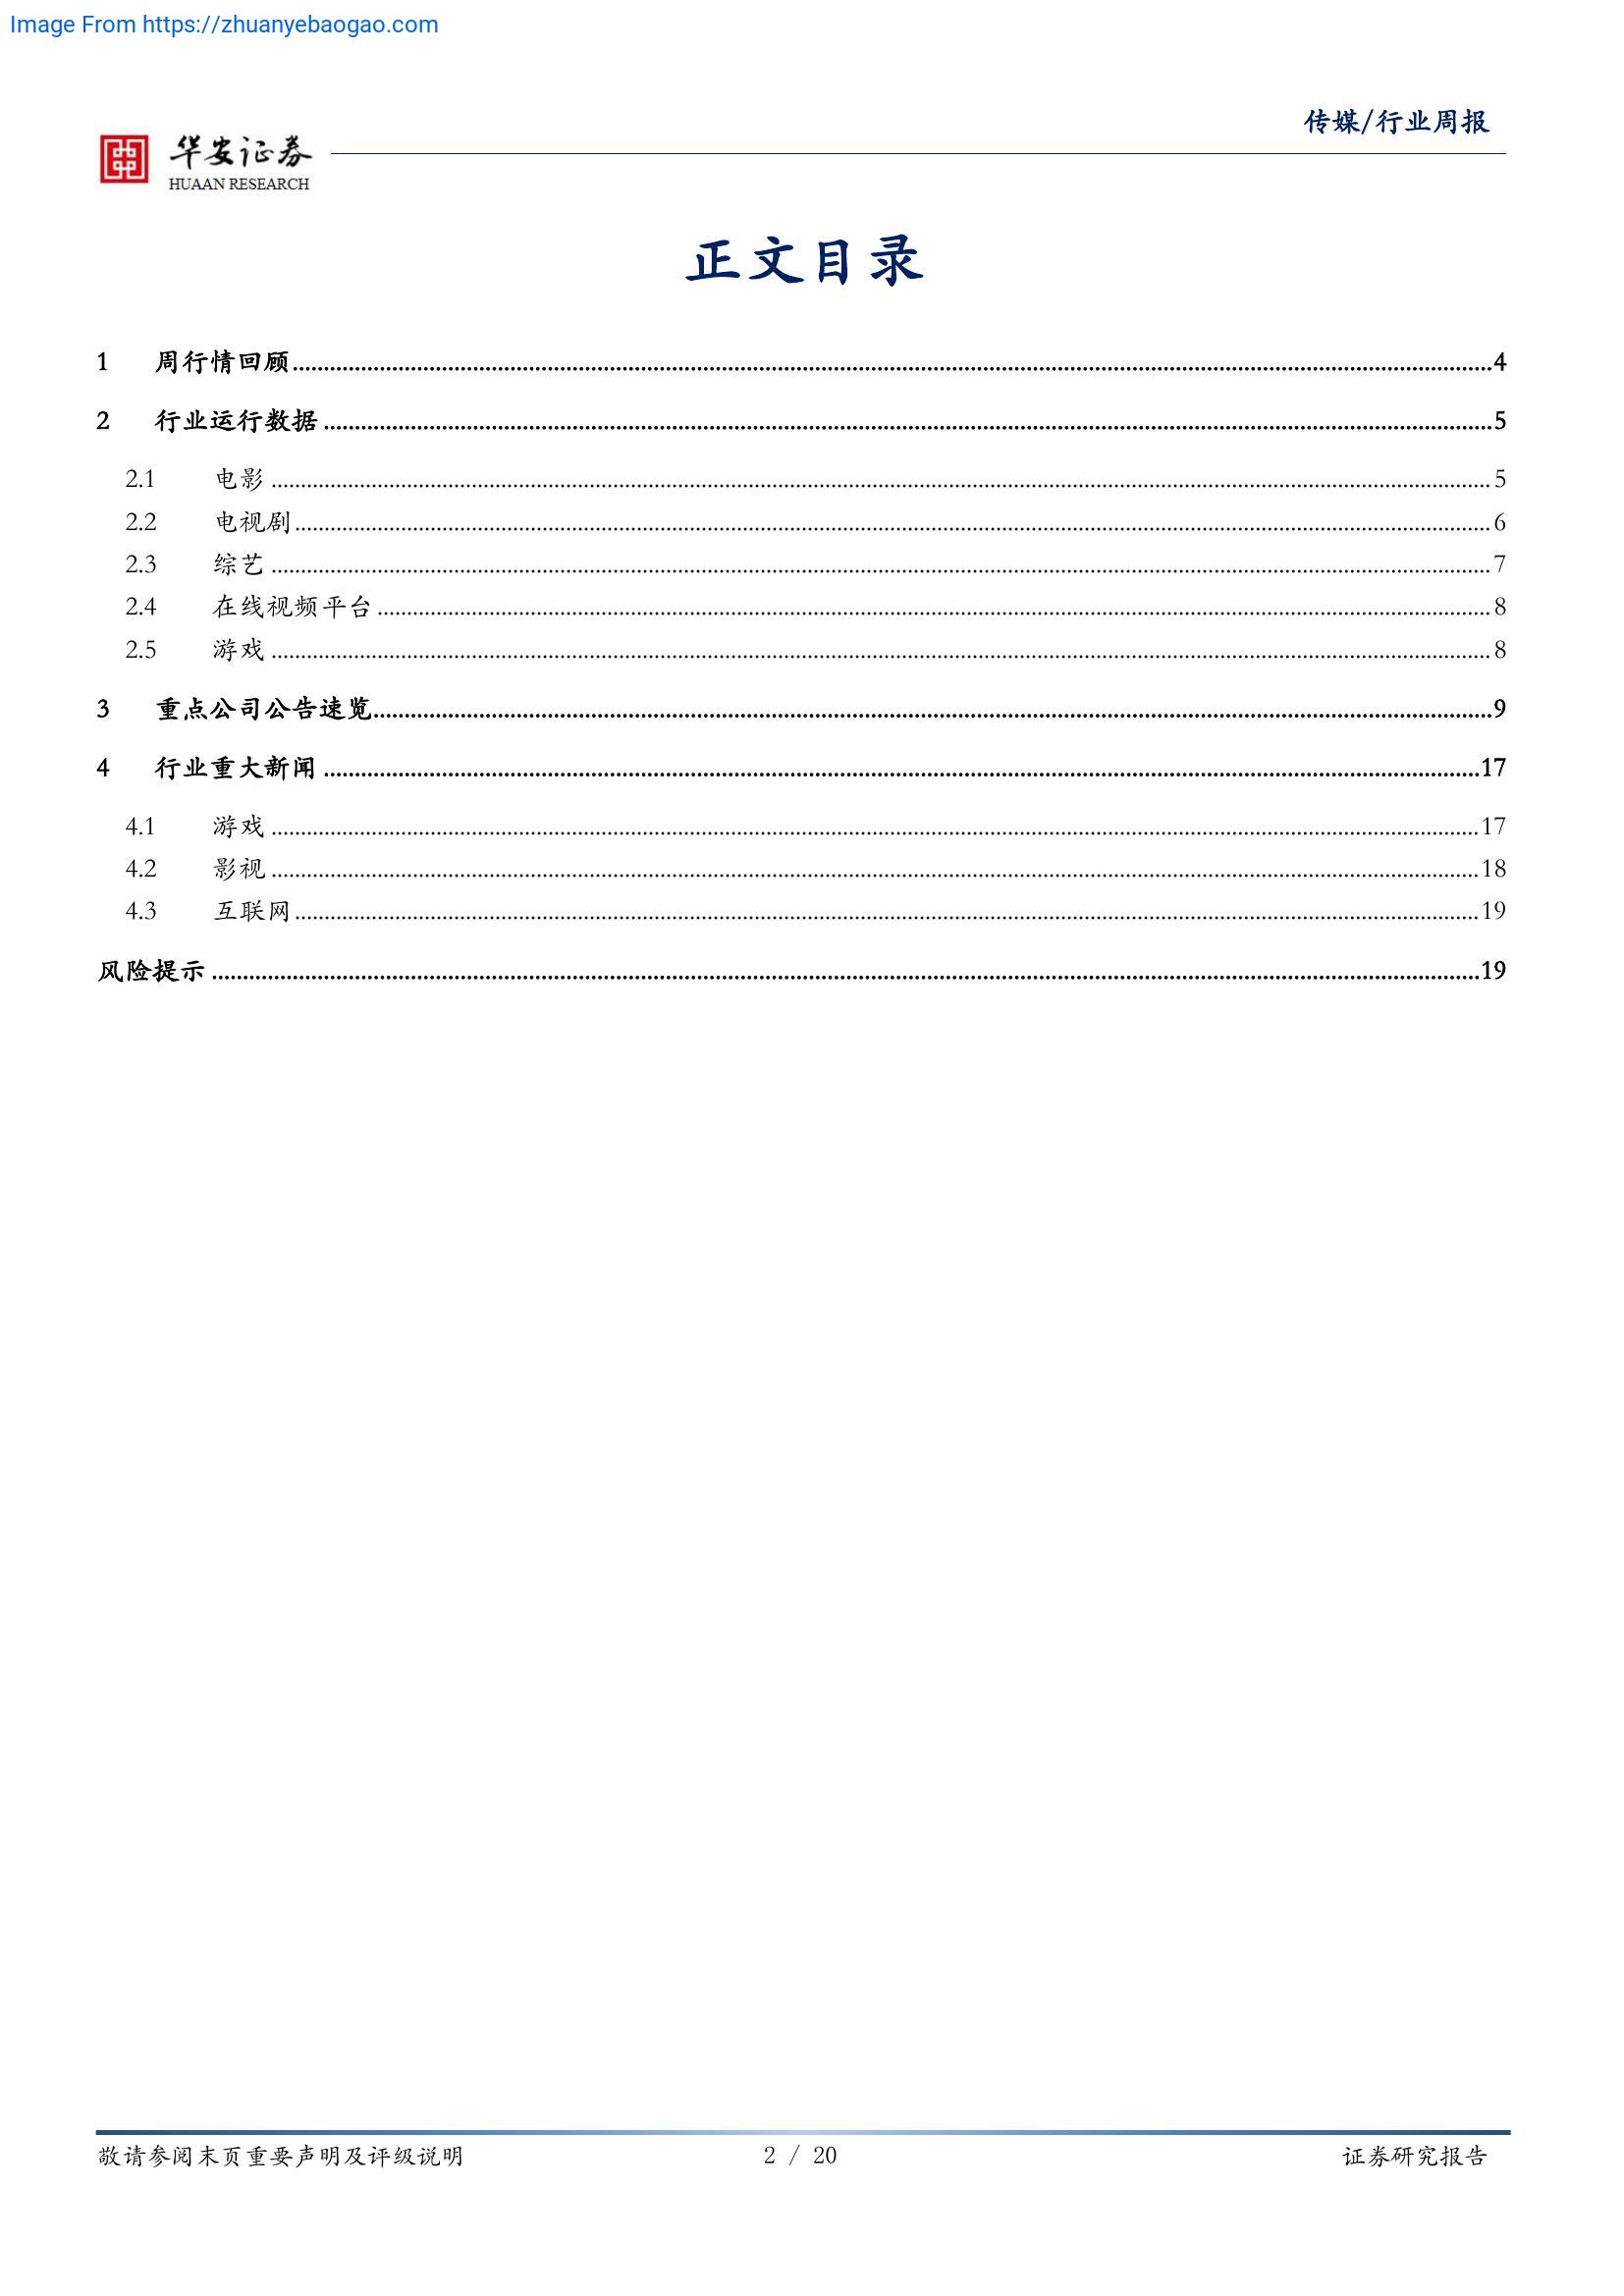 Image From https://zhuanyebaogao.com
传媒/行业周报
华安证券
HUAAN RESEARCH
正文目录
1 周行情回顾 4
2 行业运行数据 5
2.1 电影 5
2.2 电视剧 6
2.3 综艺 7
2.4 在线视频平台 8
2.5 游戏 8
3 重点公司公告速览 9
4 行业重大新闻 17
4.1 游戏 17
4.2 影视 18
4.3 互联网 19
风险提示 19
敬请参阅末页重要声明及评级说明 2 / 20 证券研究报告